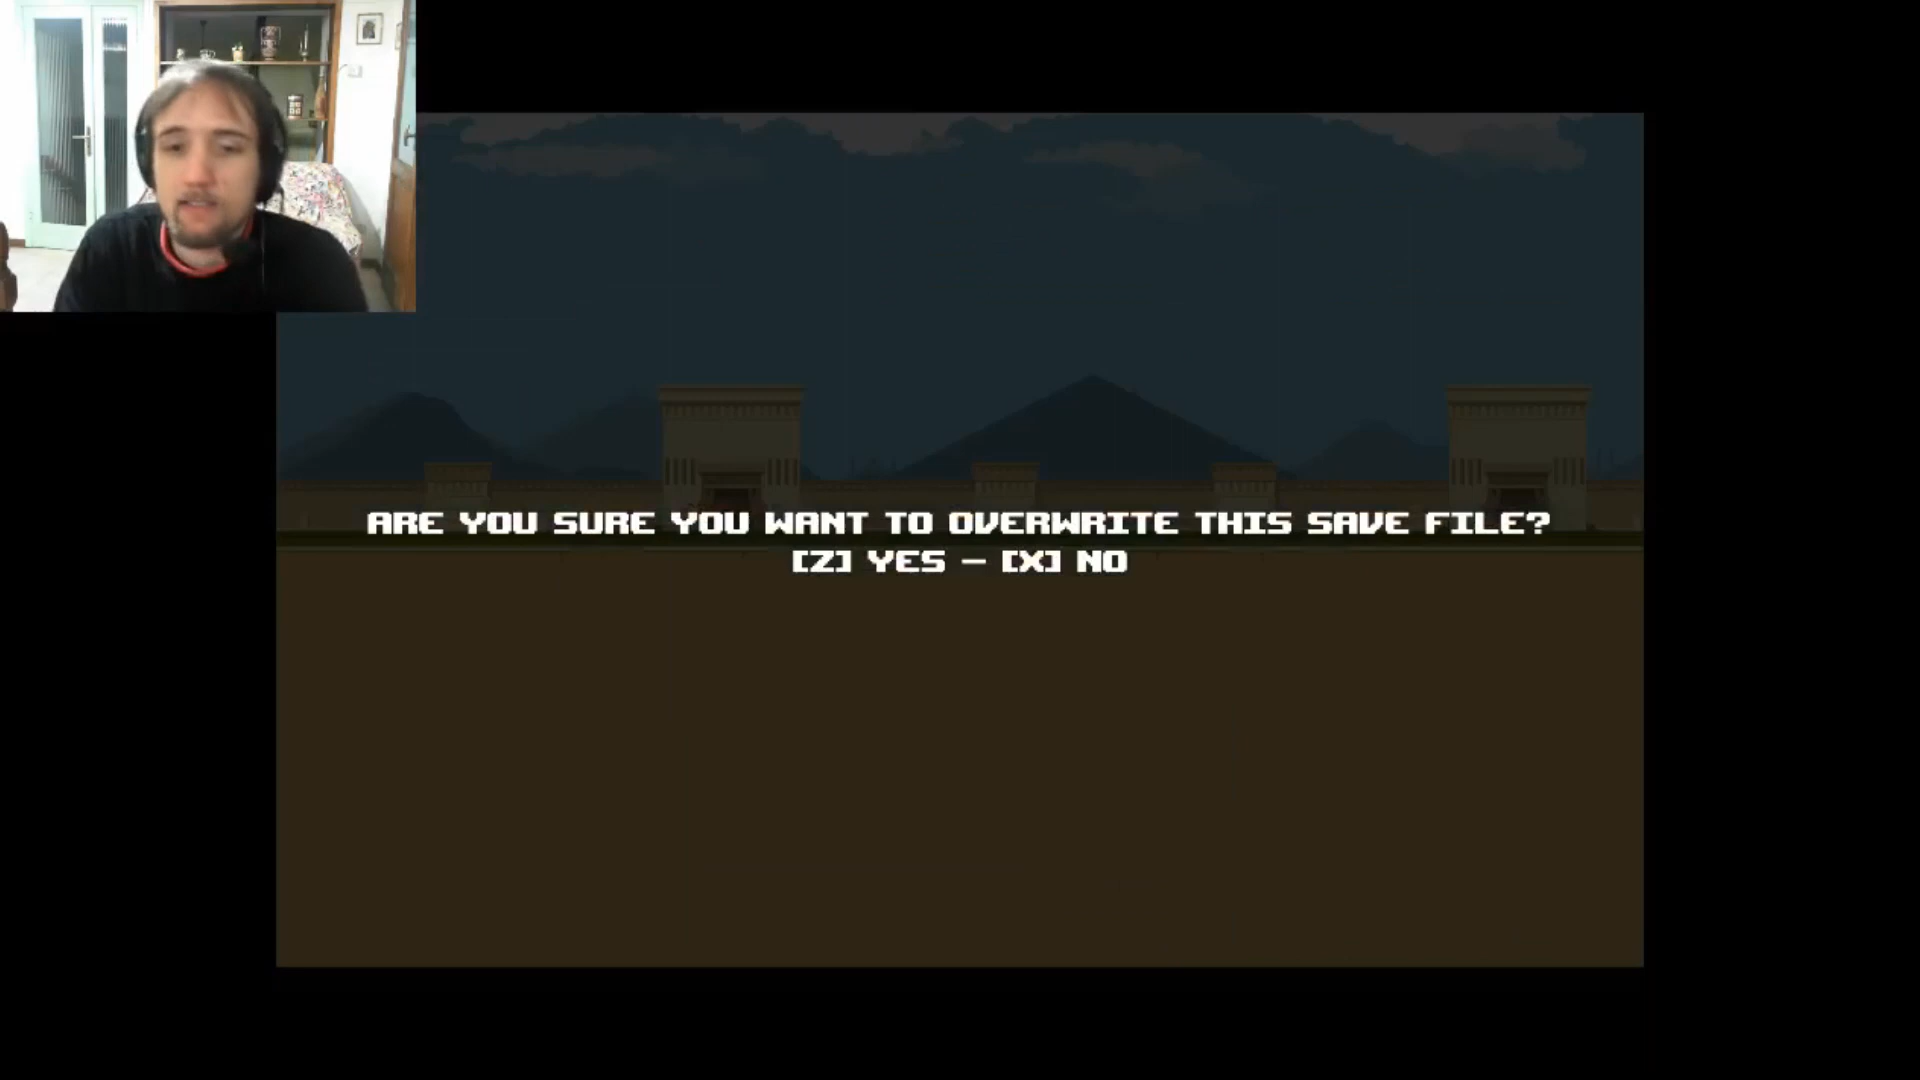 ARE YOU SURE YOU WANT TO OVERWRITE THIS SAVE FILE?
[Z] YES – [X] NO